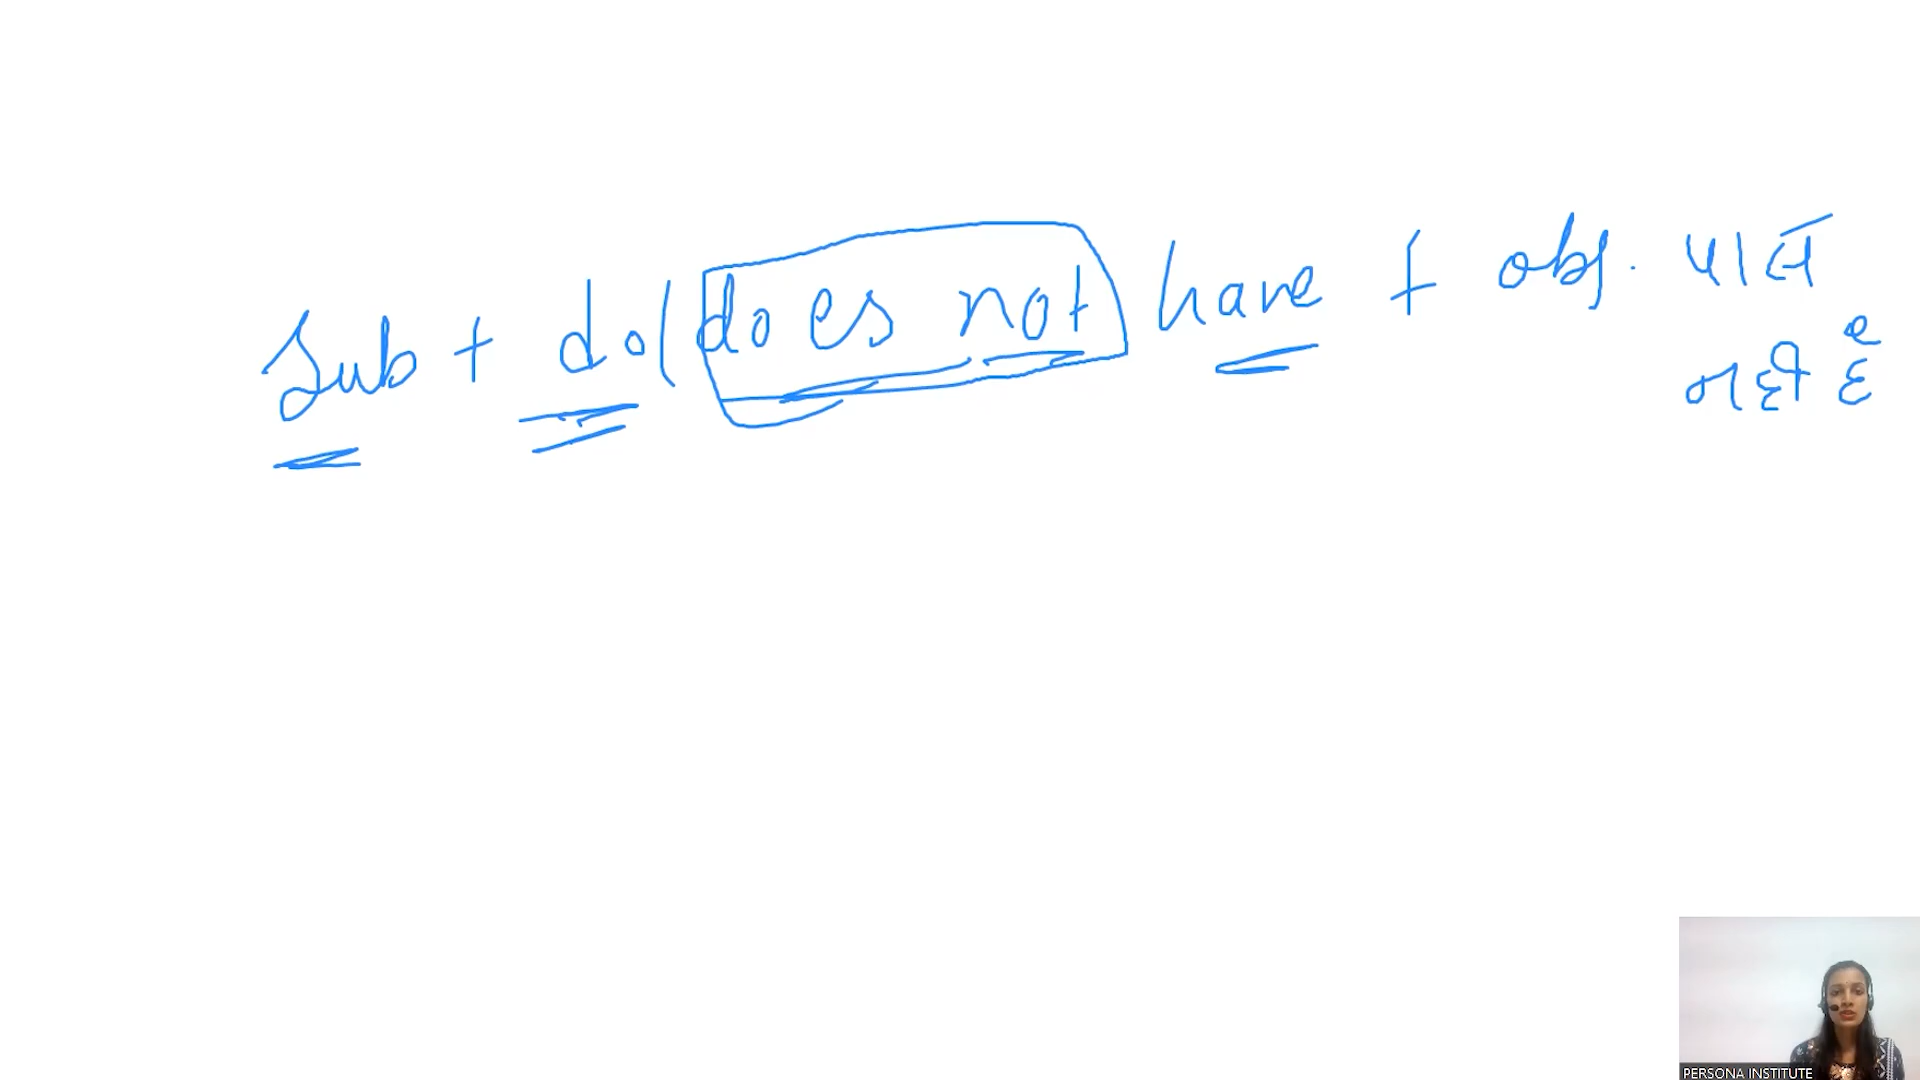 Sub + do/does not have + obj. पास
नही है
PERSONA INSTITUTE